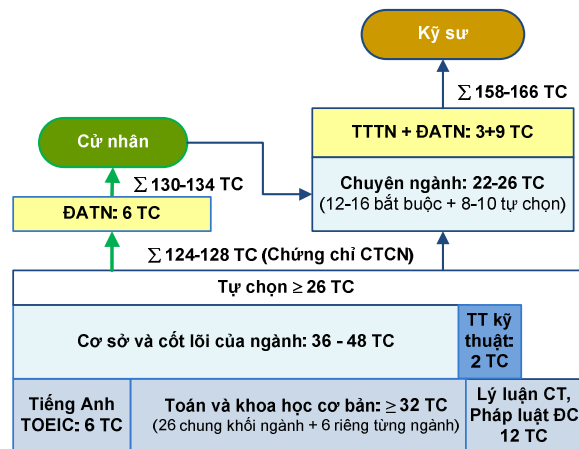 Kỹ sư
∑ 158-166 TC
TTTN + ĐATN: 3+9 TC
Cử nhân
Chuyên ngành: 22-26 TC
(12-16 bắt buộc + 8-10 tự chọn)
∑ 130-134 TC
ĐATN: 6 TC
∑ 124-128 TC (Chứng chỉ CTCN)
Tự chọn ≥ 26 TC
Cơ sở và cốt lõi của ngành: 36 - 48 TC
TT kỹ
thuật:
2 TC
Tiếng Anh
TOEIC: 6 TC
Toán và khoa học cơ bản: ≥ 32 TC
(26 chung khối ngành + 6 riêng từng ngành)
Lý luận CT,
Pháp luật ĐC
12 TC